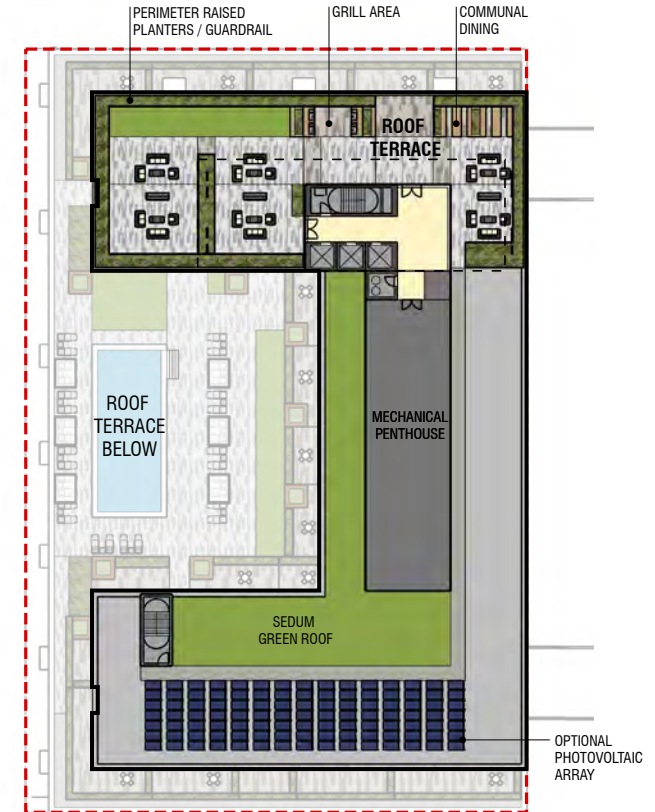 PERIMETER RAISED
PLANTERS / GUARDRAIL
GRILL AREA
COMMUNAL
DINING
ROOF
TERRACE
ROOF
TERRACE
BELOW
MECHANICAL
PENTHOUSE
SEDUM
GREEN ROOF
OPTIONAL
PHOTOVOLTAIC
ARRAY